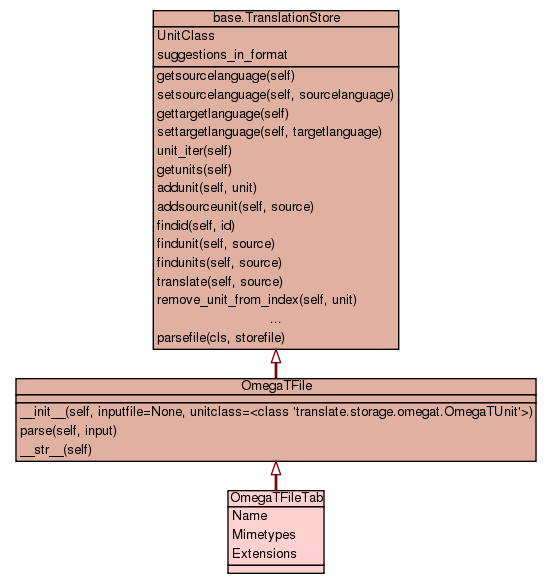 base.TranslationStore
UnitClass
suggestions_in_format
getsourcelanguage(self)
setsourcelanguage(self, sourcelanguage)
gettargetlanguage(self)
settargetlanguage(self, targetlanguage)
unit_iter(self)
getunits(self)
addunit(self, unit)
addsourceunit(self, source)
findid(self, id)
findunit(self, source)
findunits(self, source)
translate(self, source)
remove_unit_from_index(self, unit)
...
parsefile(cls, storefile)
OmegaTFile
__init__(self, inputfile=None, unitclass=<class 'translate.storage.omegat.OmegaTUnit'>)
parse(self, input)
__str__(self)
OmegaTFileTab
Name
Mimetypes
Extensions